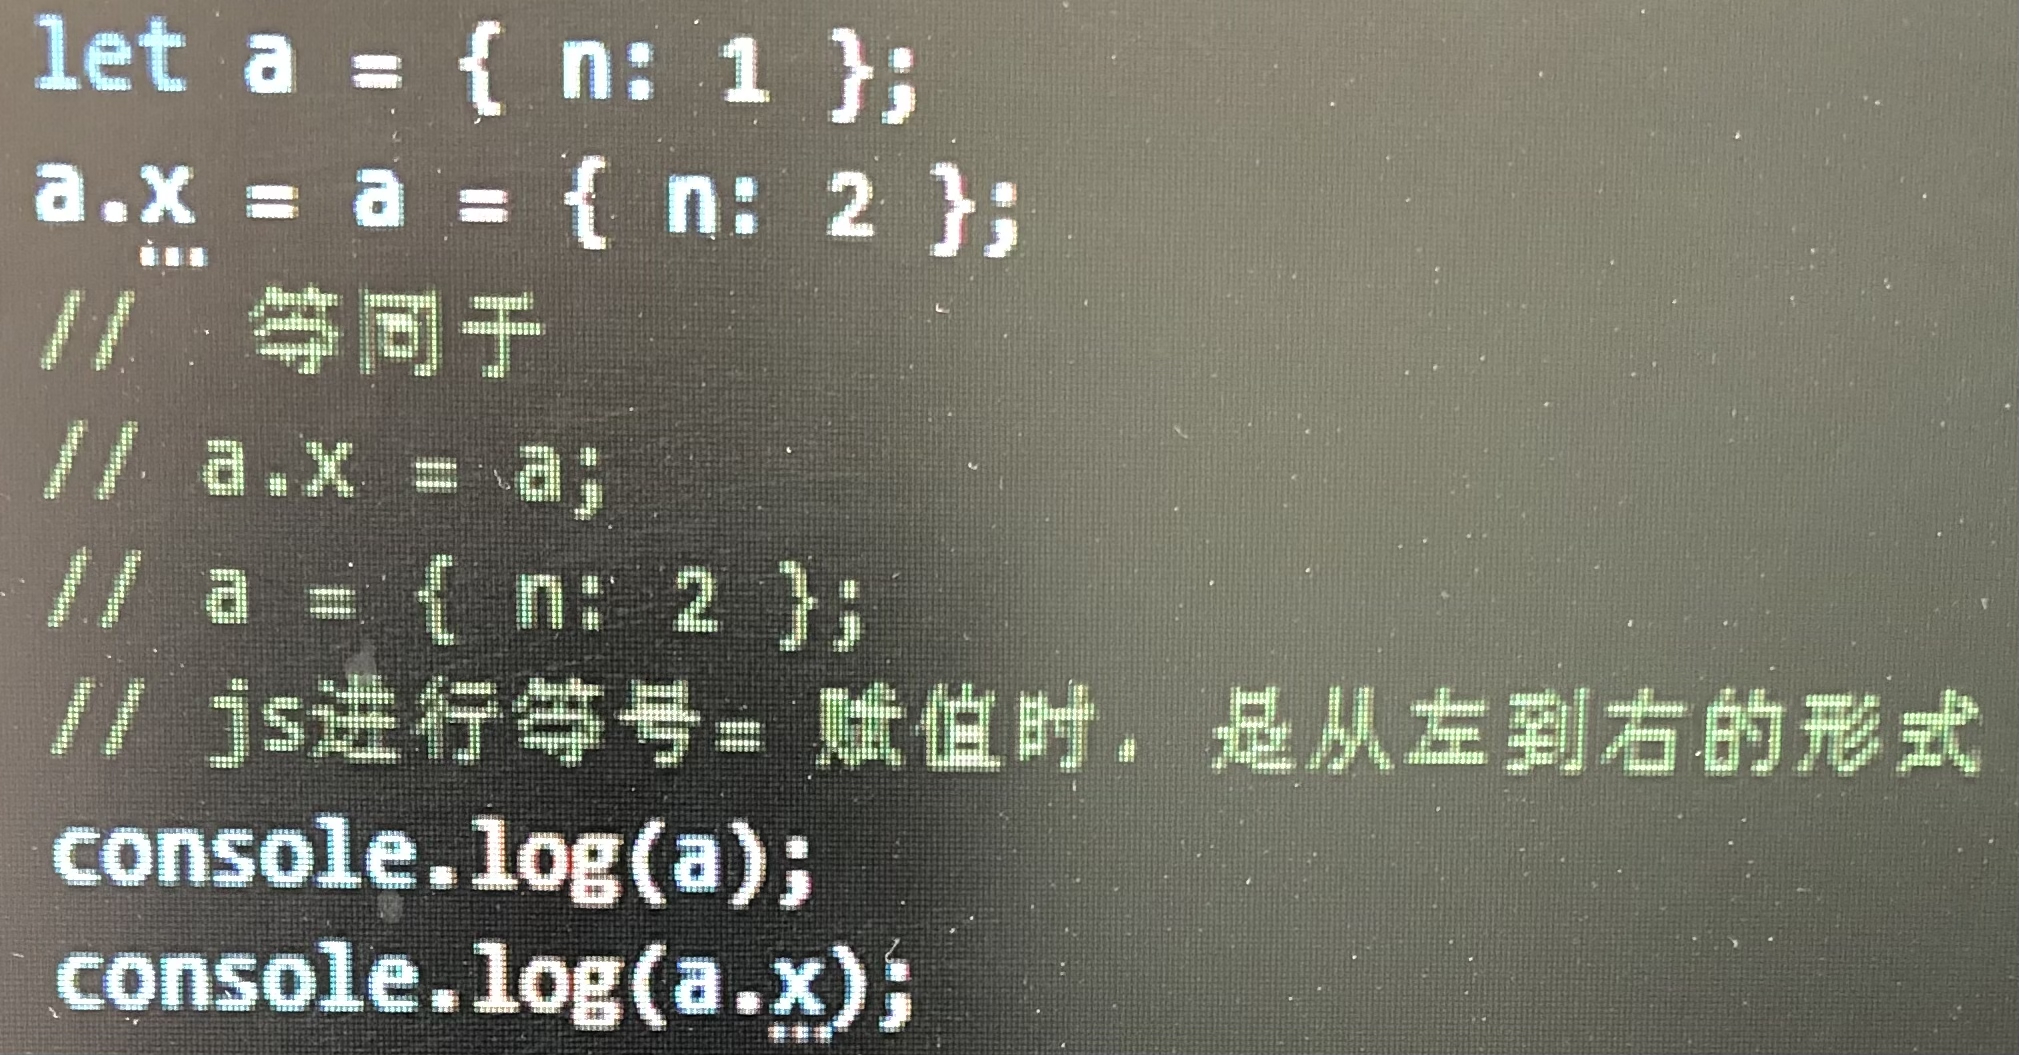 let a = { n: 1 };
a.x = a = { n: 2 };
//  等同于
// a.x = a;
// a = { n: 2 };
// js进行等号= 赋值时，是从左到右的形式
console.log(a);
console.log(a.x);